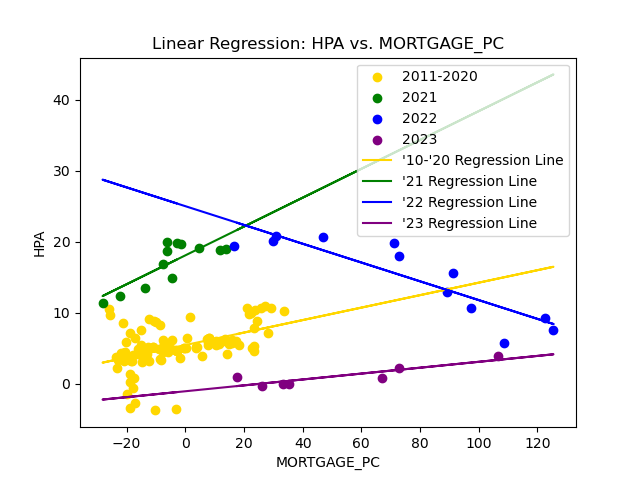 Linear Regression: HPA vs. MORTGAGE_PC
2011-2020
2021
2022
2023
'10-'20 Regression Line
'21 Regression Line
'22 Regression Line
'23 Regression Line
HPA
40
30
20
10
0
−20
0
20
40
60
80
100
120
MORTGAGE_PC